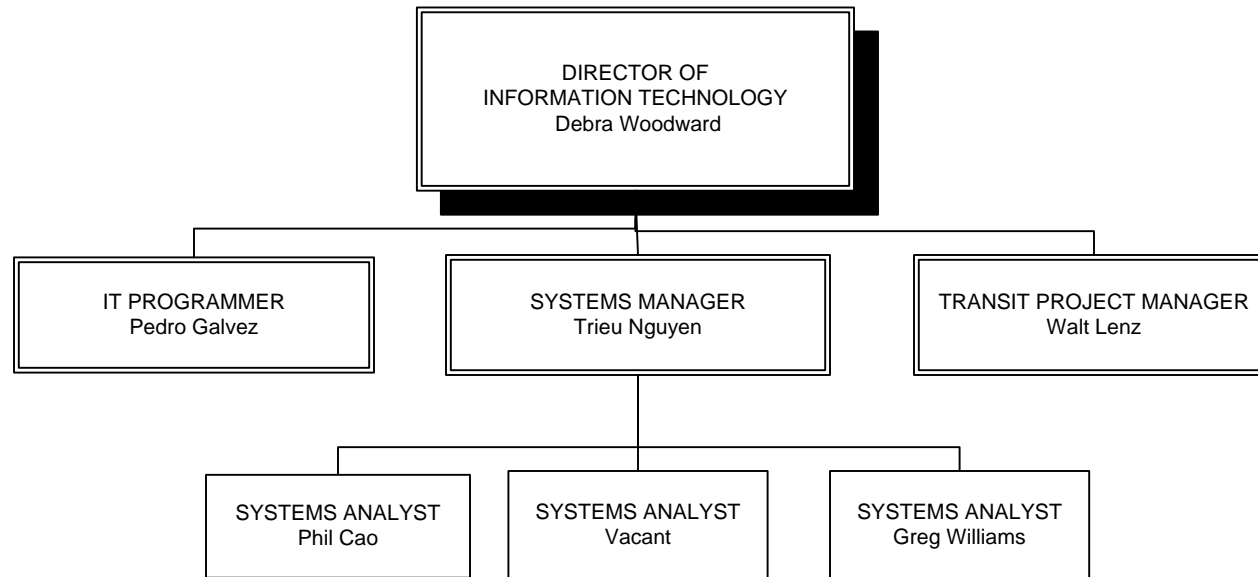 DIRECTOR OF
INFORMATION TECHNOLOGY
Debra Woodward
IT PROGRAMMER
Pedro Galvez
SYSTEMS MANAGER
Trieu Nguyen
TRANSIT PROJECT MANAGER
Walt Lenz
SYSTEMS ANALYST
Phil Cao
SYSTEMS ANALYST
Vacant
SYSTEMS ANALYST
Greg Williams